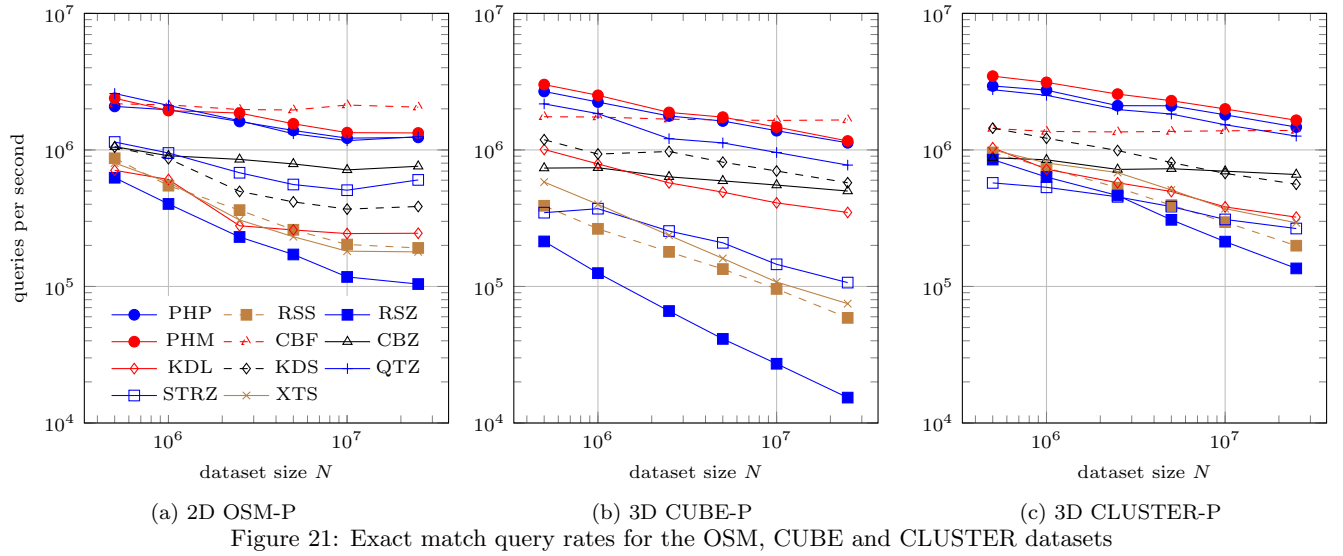 10^6
10^7
10^4
10^5
10^6
10^7
dataset size N
queries per second
PHP RSS RSZ
PHM CBF CBZ
KDL KDS QTZ
STRZ XTS
(a) 2D OSM-P
10^6
10^7
10^4
10^5
10^6
10^7
dataset size N
(b) 3D CUBE-P
10^6
10^7
10^4
10^5
10^6
10^7
dataset size N
(c) 3D CLUSTER-P
Figure 21: Exact match query rates for the OSM, CUBE and CLUSTER datasets